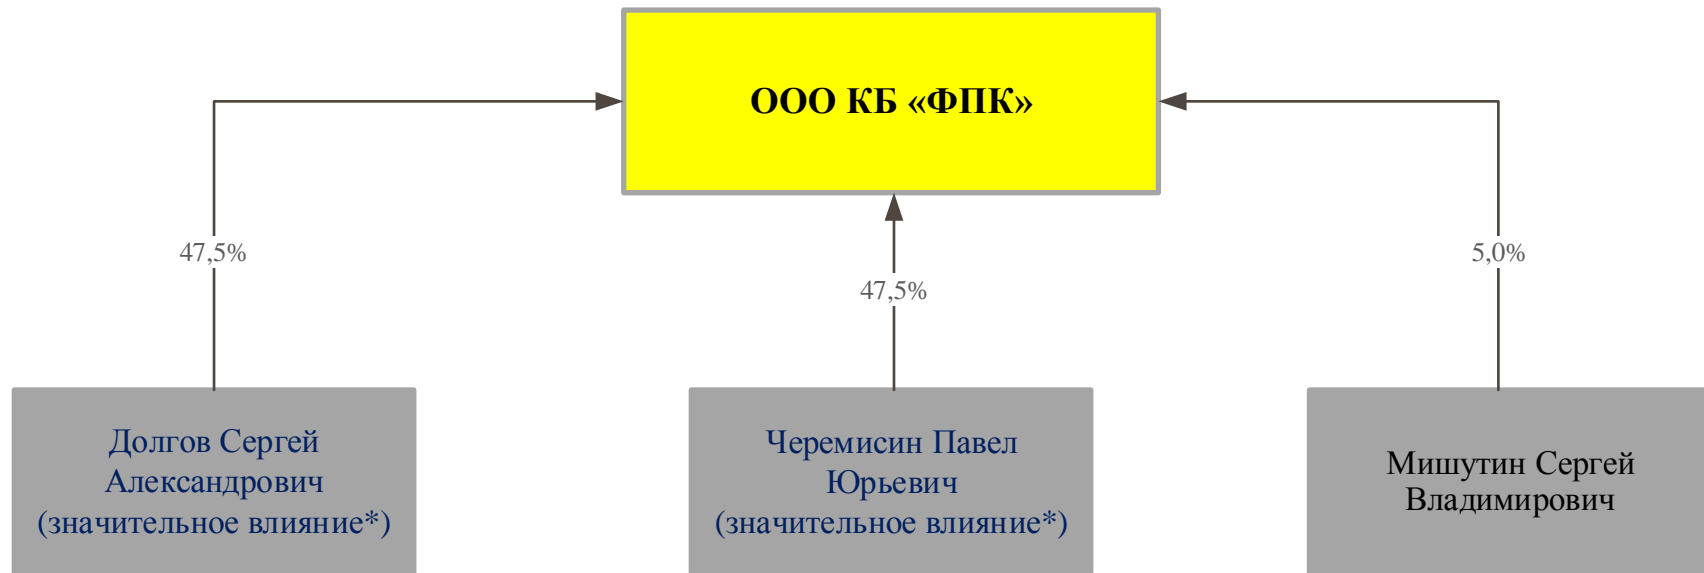 ООО КБ «ФПК»
47,5%
47,5%
5,0%
Долгов Сергей
Александрович
(значительное влияние*)
Черемисин Павел
Юрьевич
(значительное влияние*)
Мишутин Сергей
Владимирович